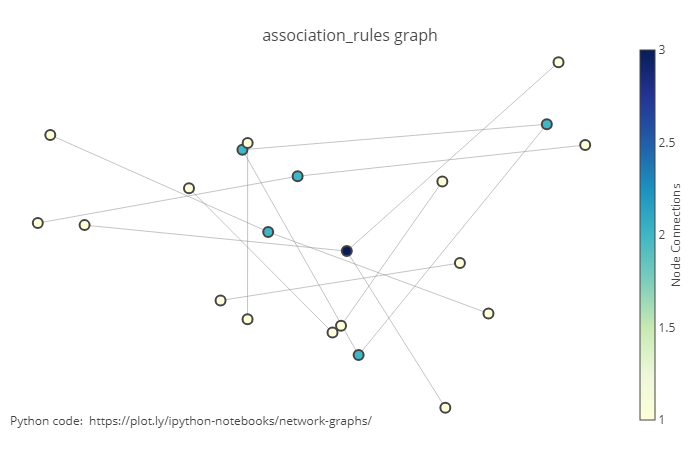 association_rules graph
3
2.5
2
1.5
1
Node Connections
Python code:  https://plot.ly/ipython-notebooks/network-graphs/